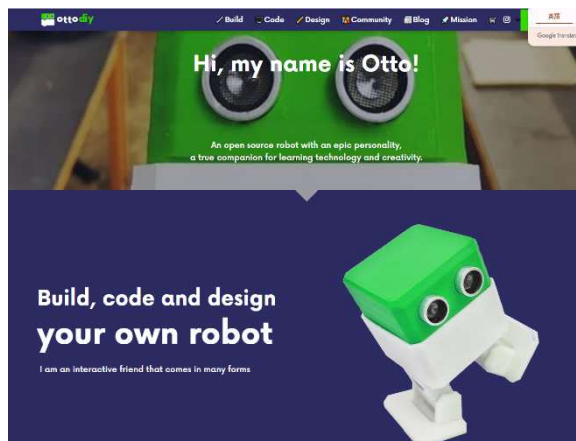 ottodiy
Build Code Design Community Blog Mission
Google Translate
Hi, my name is Otto!
An open source robot with an epic personality,
a true companion for learning technology and creativity.
Build, code and design
your own robot
I am an interactive friend that comes in many forms